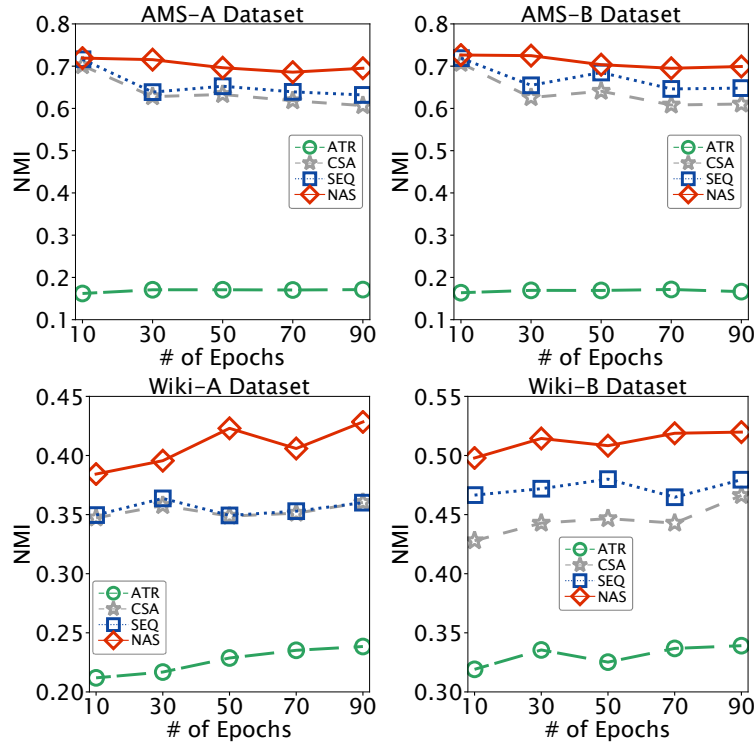 AMS-A Dataset
0.8
0.7
0.6
0.5
0.4
0.3
0.2
0.1
NMI
ATR
CSA
SEQ
NAS
10 30 50 70 90
# of Epochs
AMS-B Dataset
0.8
0.7
0.6
0.5
0.4
0.3
0.2
0.1
NMI
ATR
CSA
SEQ
NAS
10 30 50 70 90
# of Epochs
Wiki-A Dataset
0.45
0.40
0.35
0.30
0.25
0.20
NMI
ATR
CSA
SEQ
NAS
10 30 50 70 90
# of Epochs
Wiki-B Dataset
0.55
0.50
0.45
0.40
0.35
0.30
NMI
ATR
CSA
SEQ
NAS
10 30 50 70 90
# of Epochs